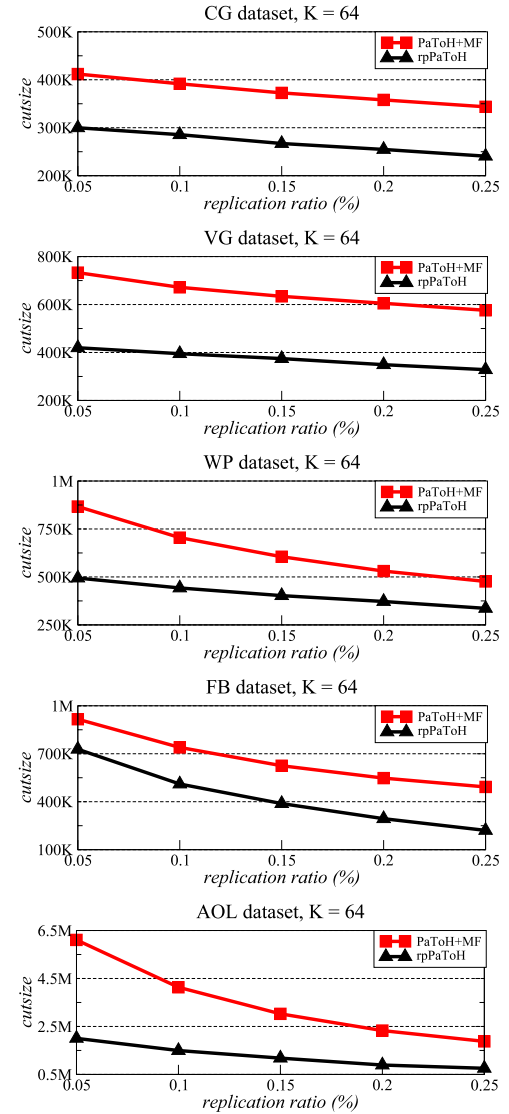 CG dataset, K = 64
500K
400K
300K
200K
cutsize
PaToH+MF
rpPaToH
0.05 0.1 0.15 0.2 0.25
replication ratio (%)
VG dataset, K = 64
800K
600K
400K
200K
cutsize
PaToH+MF
rpPaToH
0.05 0.1 0.15 0.2 0.25
replication ratio (%)
WP dataset, K = 64
1M
750K
500K
250K
cutsize
PaToH+MF
rpPaToH
0.05 0.1 0.15 0.2 0.25
replication ratio (%)
FB dataset, K = 64
1M
700K
400K
100K
cutsize
PaToH+MF
rpPaToH
0.05 0.1 0.15 0.2 0.25
replication ratio (%)
AOL dataset, K = 64
6.5M
4.5M
2.5M
0.5M
cutsize
PaToH+MF
rpPaToH
0.05 0.1 0.15 0.2 0.25
replication ratio (%)